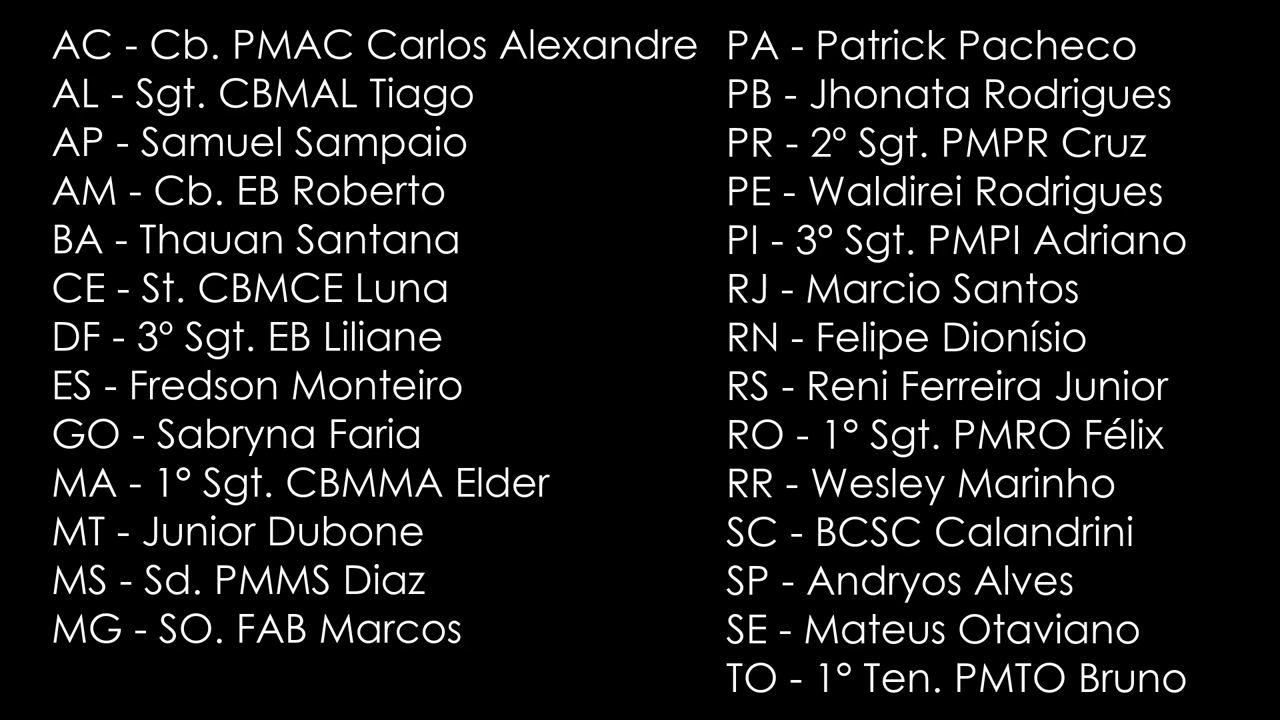 AC - Cb. PMAC Carlos Alexandre
AL - Sgt. CBMAL Tiago
AP - Samuel Sampaio
AM - Cb. EB Roberto
BA - Thauan Santana
CE - St. CBMCE Luna
DF - 3º Sgt. EB Liliane
ES - Fredson Monteiro
GO - Sabryna Faria
MA - 1° Sgt. CBMMA Elder
MT - Junior Dubone
MS - Sd. PMMS Diaz
MG - SO. FAB Marcos
PA - Patrick Pacheco
PB - Jhonata Rodrigues
PR - 2° Sgt. PMPR Cruz
PE - Waldirei Rodrigues
PI - 3° Sgt. PMPI Adriano
RJ - Marcio Santos
RN - Felipe Dionísio
RS - Reni Ferreira Junior
RO - 1° Sgt. PMRO Félix
RR - Wesley Marinho
SC - BCSC Calandrini
SP - Andryos Alves
SE - Mateus Otaviano
TO - 1° Ten. PMTO Bruno